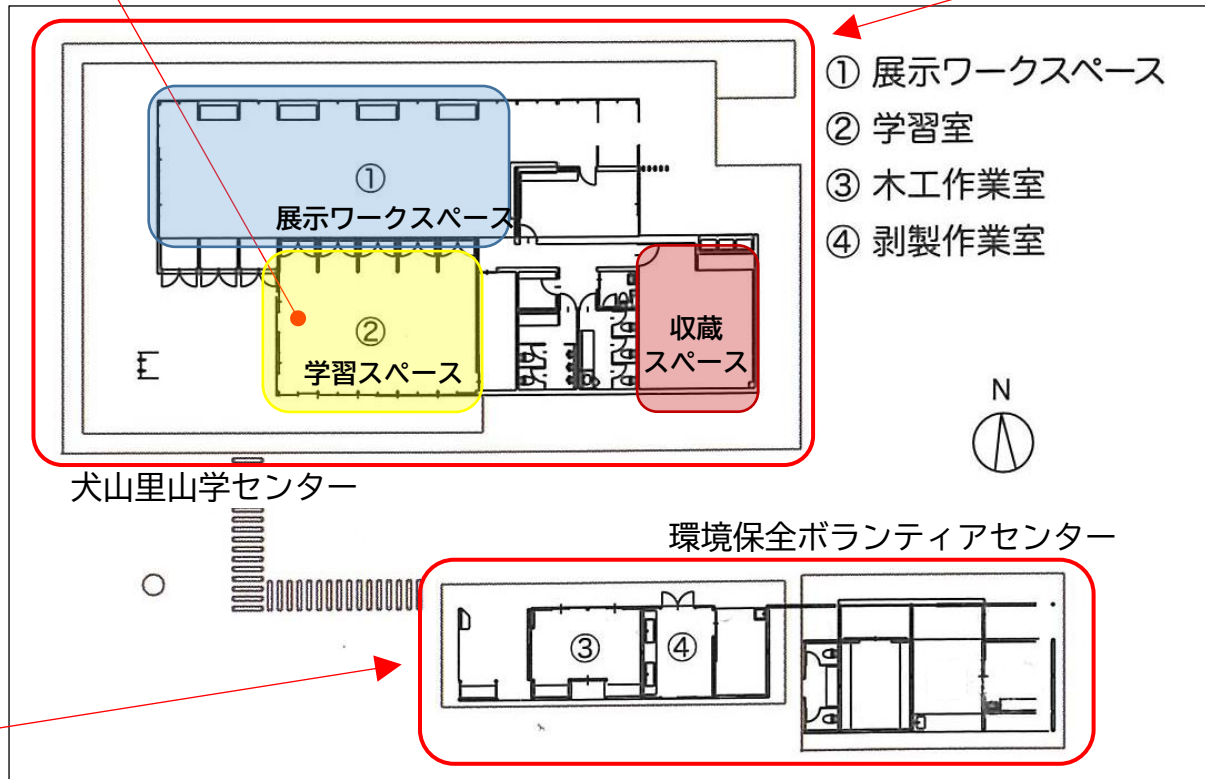 ① 展示ワークスペース
② 学習室
③ 木工作業室
④ 剥製作業室
①
展示ワークスペース
②
学習スペース
収蔵
スペース
N
犬山里山学センター
環境保全ボランティアセンター
③
④